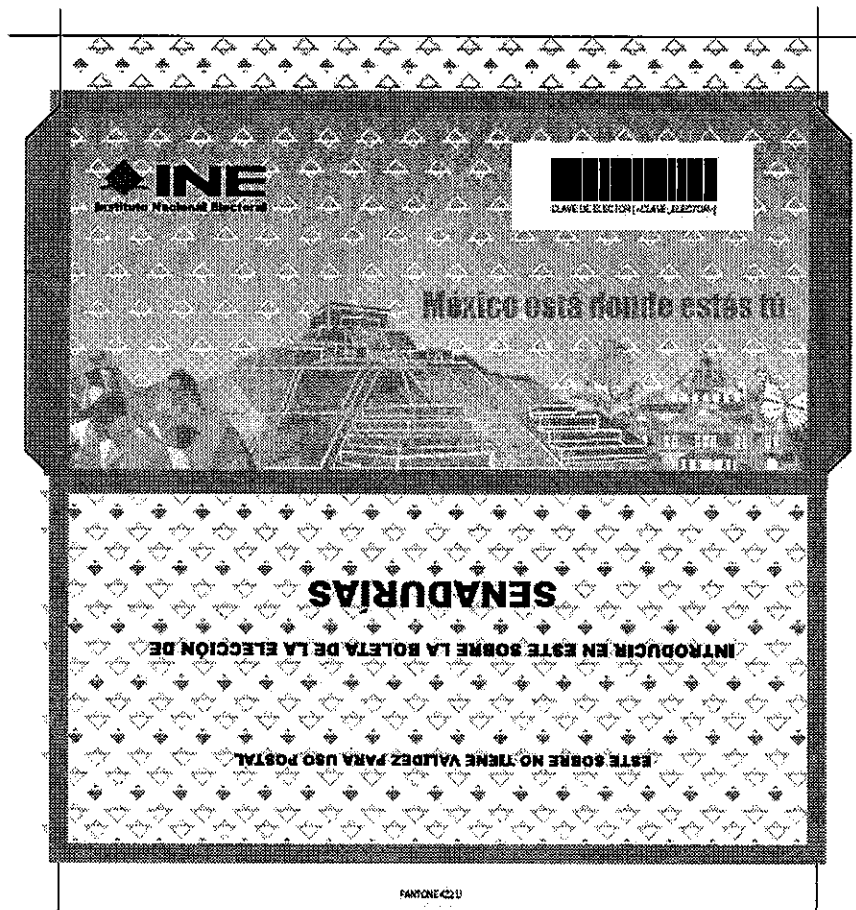 INE
Instituto Nacional Electoral
CLAVE DE ELECTOR [«CLAVE_ELECTOR»]
México está donde estás tú
ESTE SOBRE NO TIENE VALIDEZ PARA USO POSTAL
INTRODUCIR EN ESTE SOBRE LA BOLETA DE LA ELECCIÓN DE
SENADURÍAS
PANTONE 422 U